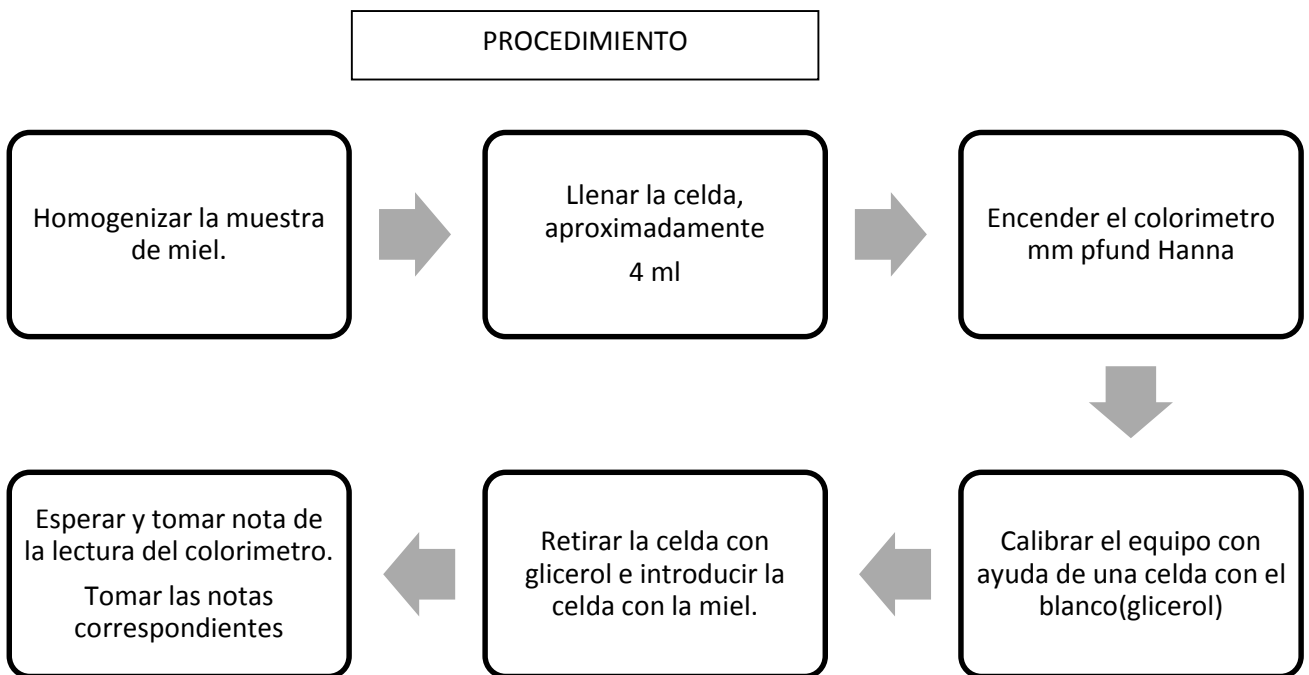 PROCEDIMIENTO
Homogenizar la muestra
de miel.
Llenar la celda,
aproximadamente
4 ml
Encender el colorimetro
mm pfund Hanna
Calibrar el equipo con
ayuda de una celda con el
blanco(glicerol)
Retirar la celda con
glicerol e introducir la
celda con la miel.
Esperar y tomar nota de
la lectura del colorimetro.
Tomar las notas
correspondientes